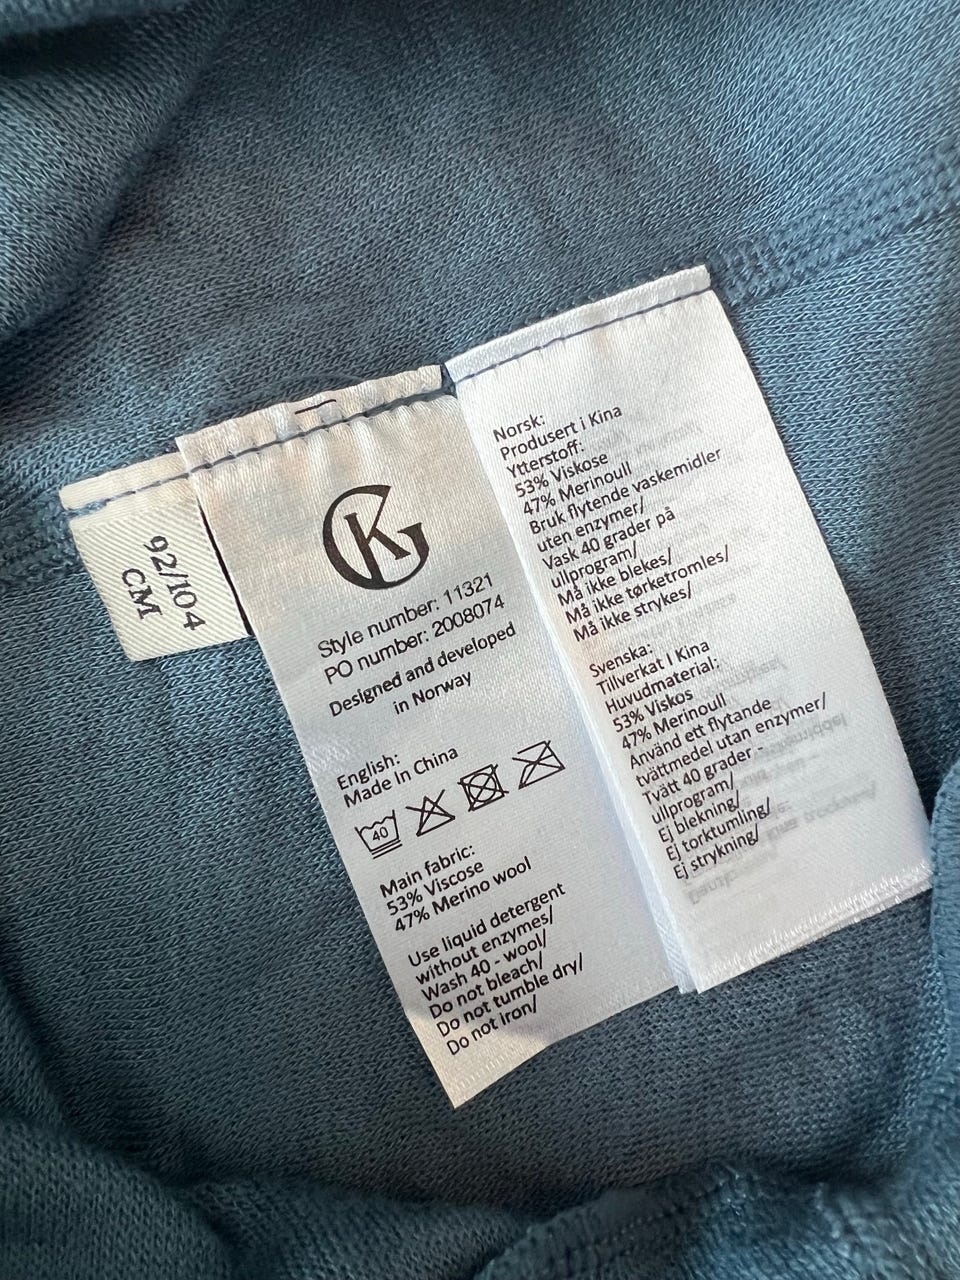 92/104
CM
GK
Style number: 11321
PO number: 2008074
Designed and developed
in Norway
English:
Made In China
40
Main fabric:
53% Viscose
47% Merino wool
Use liquid detergent
without enzymes/
Wash 40 - wool/
Do not bleach/
Do not tumble dry/
Do not iron/
Norsk:
Produsert i Kina
Ytterstoff:
53% Viskose
47% Merinoull
Bruk flytende vaskemidler
uten enzymer/
Vask 40 grader på
ullprogram/
Må ikke blekes/
Må ikke tørketromles/
Må ikke strykes/
Svenska:
Tillverkat I Kina
Huvudmaterial:
53% Viskos
47% Merinoull
Använd ett flytande
tvättmedel utan enzymer/
Tvätt 40 grader -
ullprogram/
Ej blekning/
Ej torktumling/
Ej strykning/